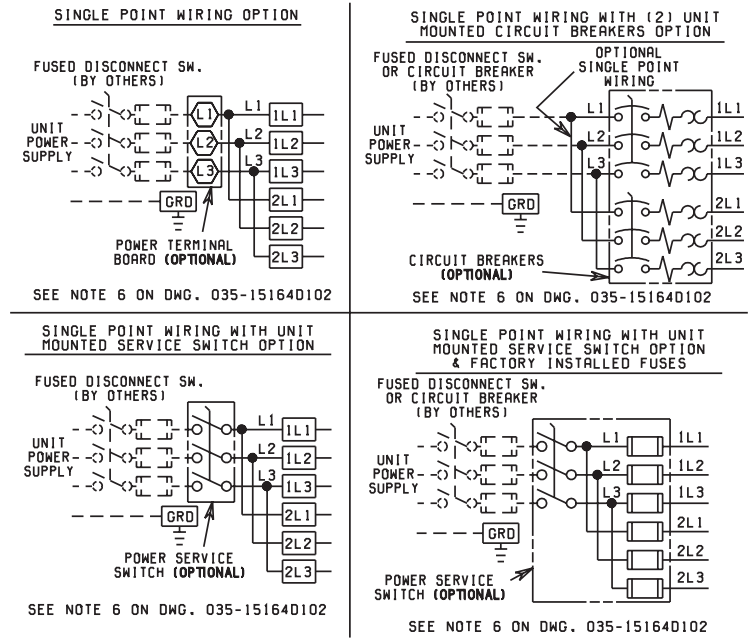 SINGLE POINT WIRING OPTION
FUSED DISCONNECT SW.
(BY OTHERS)
UNIT
POWER
SUPPLY
L1
L2
L3
L1
L2
L3
1L1
1L2
1L3
2L1
2L2
2L3
GRD
POWER TERMINAL
BOARD (OPTIONAL)
SEE NOTE 6 ON DWG. 035-15164D102
SINGLE POINT WIRING WITH (2) UNIT
MOUNTED CIRCUIT BREAKERS OPTION
FUSED DISCONNECT SW.
OR CIRCUIT BREAKER
(BY OTHERS)
OPTIONAL
SINGLE POINT
WIRING
UNIT
POWER
SUPPLY
L1
L2
L3
1L1
1L2
1L3
2L1
2L2
2L3
GRD
CIRCUIT BREAKERS
(OPTIONAL)
SEE NOTE 6 ON DWG. 035-15164D102
SINGLE POINT WIRING WITH UNIT
MOUNTED SERVICE SWITCH OPTION
FUSED DISCONNECT SW.
(BY OTHERS)
UNIT
POWER
SUPPLY
L1
L2
L3
1L1
1L2
1L3
2L1
2L2
2L3
GRD
POWER SERVICE
SWITCH (OPTIONAL)
SEE NOTE 6 ON DWG. 035-15164D102
SINGLE POINT WIRING WITH UNIT
MOUNTED SERVICE SWITCH OPTION
& FACTORY INSTALLED FUSES
FUSED DISCONNECT SW.
OR CIRCUIT BREAKER
(BY OTHERS)
UNIT
POWER
SUPPLY
L1
L2
L3
1L1
1L2
1L3
2L1
2L2
2L3
GRD
POWER SERVICE
SWITCH (OPTIONAL)
SEE NOTE 6 ON DWG. 035-15164D102